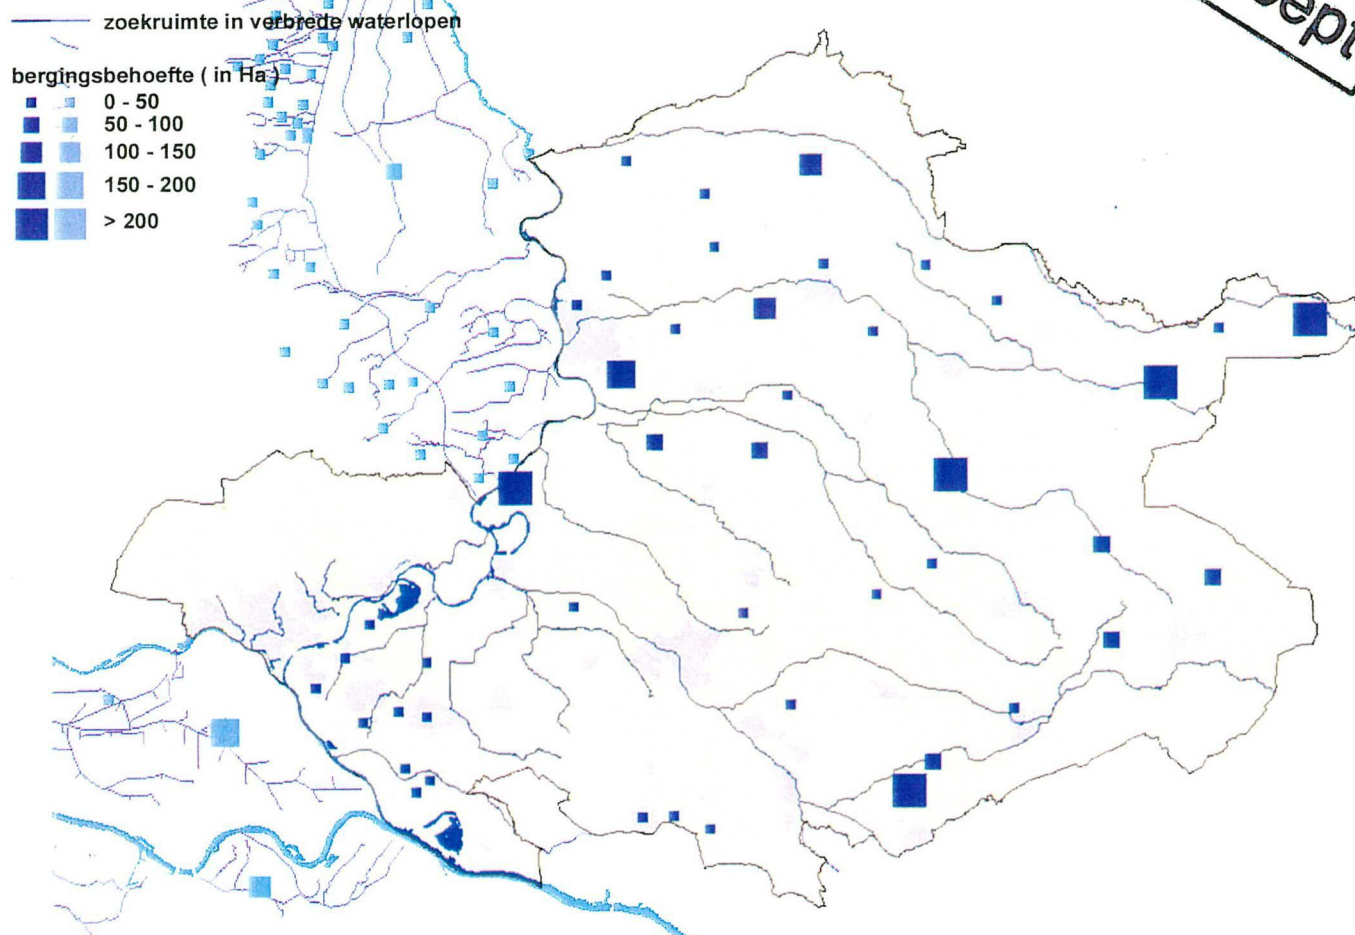 zoekruimte in verbrede waterlopen
bergingsbehoefte ( in Ha )
0 - 50
50 - 100
100 - 150
150 - 200
> 200